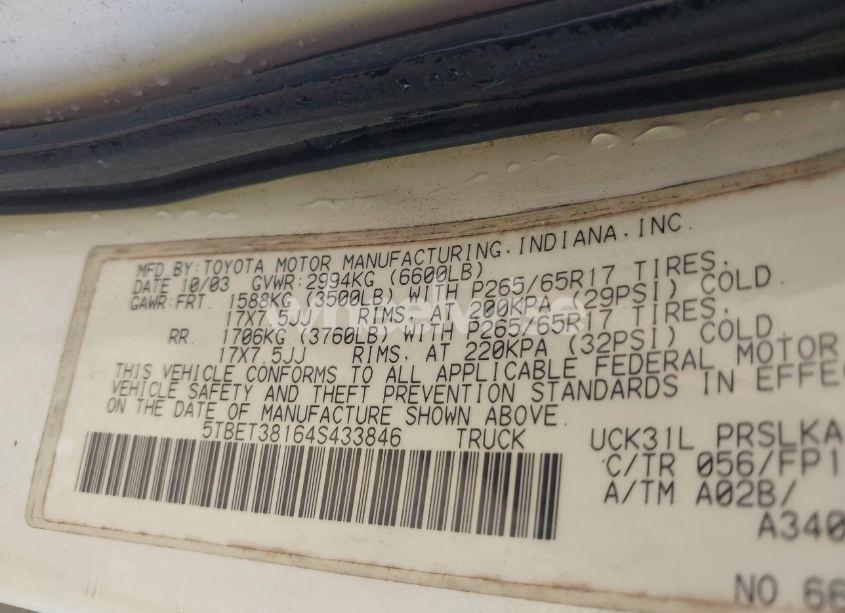 MFD BY: TOYOTA MOTOR MANUFACTURING, INDIANA, INC.
DATE 10/03 GVWR: 2994KG (6600LB)
GAWR: FRT. 1588KG (3500LB) WITH P265/65R17 TIRES.
17X7.5JJ RIMS. AT 200KPA (29PSI) COLD.
RR. 1706KG (3760LB) WITH P265/65R17 TIRES.
17X7.5JJ RIMS. AT 220KPA (32PSI) COLD.
THIS VEHICLE CONFORMS TO ALL APPLICABLE FEDERAL MOTOR
VEHICLE SAFETY AND THEFT PREVENTION STANDARDS IN EFFEC
ON THE DATE OF MANUFACTURE SHOWN ABOVE.
5TBET38164S433846 TRUCK UCK31L PRSLKA
C/TR 056/FP1
A/TM A02B/
A340
NO 66